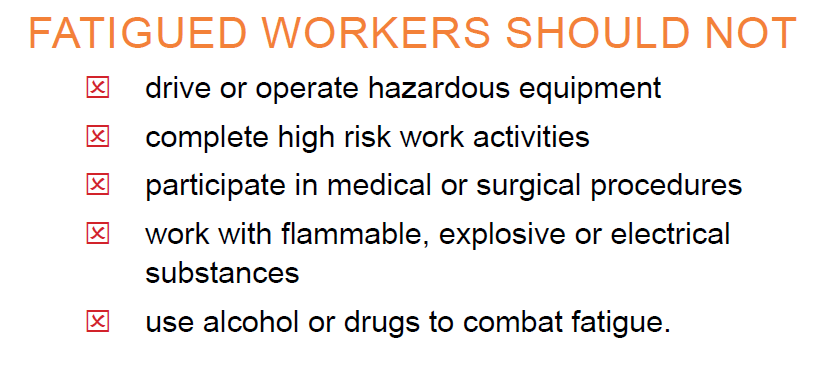 FATIGUED WORKERS SHOULD NOT
drive or operate hazardous equipment
complete high risk work activities
participate in medical or surgical procedures
work with flammable, explosive or electrical
substances
use alcohol or drugs to combat fatigue.